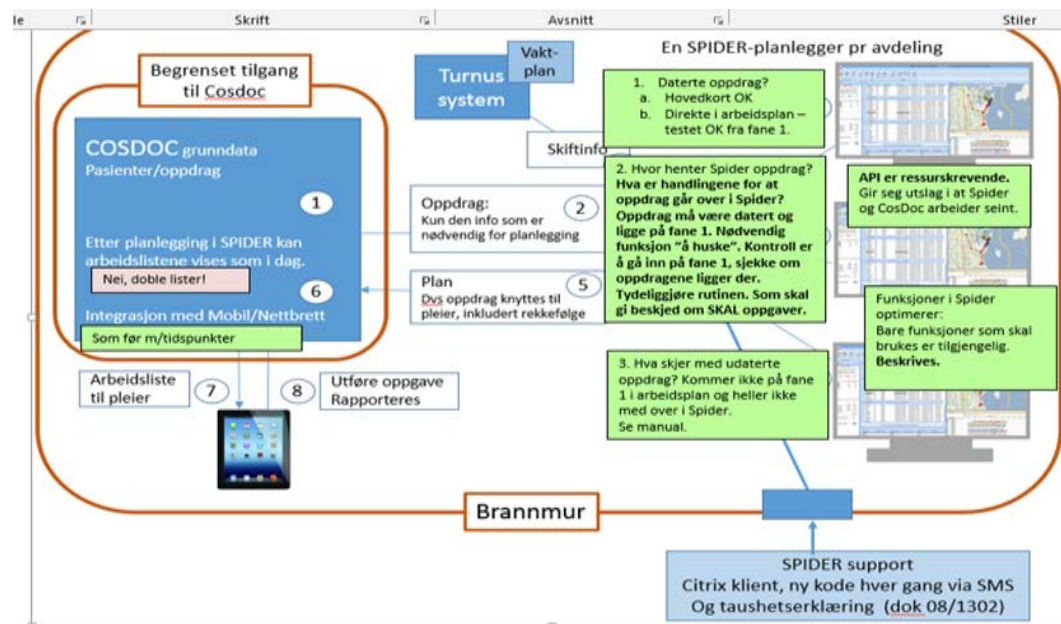 le
Skrift
Avsnitt
Stiler
En SPIDER-planlegger pr avdeling
Begrenset tilgang
til Cosdoc
Turnus
system
Vakt-
plan
Skiftinfo
COSDOC grunndata
Pasienter/oppdrag
1
Etter planlegging i SPIDER kan
arbeidslistene vises som i dag.
Nei, doble lister!
6
Integrasjon med Mobil/Nettbrett
Som før m/tidspunkter
Oppdrag:
Kun den info som er
nødvendig for planlegging
2
Plan
Dvs oppdrag knyttes til
pleier, inkludert rekkefølge
5
Arbeidsliste
til pleier
7
8
Utføre oppgave
Rapporteres
1. Daterte oppdrag?
a. Hovedkort OK
b. Direkte i arbeidsplan –
testet OK fra fane 1.
2. Hvor henter Spider oppdrag?
Hva er handlingene for at
oppdrag går over i Spider?
Oppdrag må være datert og
ligge på fane 1. Nødvendig
funksjon "å huske". Kontroll er
å gå inn på fane 1, sjekke om
oppdragene ligger der.
Tydeliggjøre rutinen. Som skal
gi beskjed om SKAL oppgaver.
3. Hva skjer med udaterte
oppdrag? Kommer ikke på fane
1 i arbeidsplan og heller ikke
med over i Spider.
Se manual.
API er ressurskrevende.
Gir seg utslag i at Spider
og CosDoc arbeider seint.
Funksjoner i Spider
optimerer:
Bare funksjoner som skal
brukes er tilgjengelig.
Beskrives.
Brannmur
SPIDER support
Citrix klient, ny kode hver gang via SMS
Og taushetserklæring (dok 08/1302)